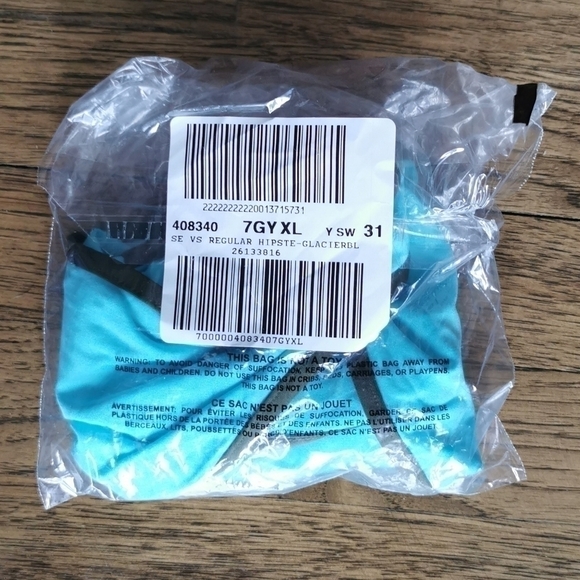 22222222220013715731
408340 7GY XL Y SW 31
SE VS REGULAR HIPSTE-GLACIERBL
26133816
7000004083407GYXL
THIS BAG IS NOT A TOY
WARNING: TO AVOID DANGER OF SUFFOCATION, KEEP THIS PLASTIC BAG AWAY FROM
BABIES AND CHILDREN. DO NOT USE THIS BAG IN CRIBS, BEDS, CARRIAGES, OR PLAYPENS.
THIS BAG IS NOT A TOY.
CE SAC N'EST PAS UN JOUET
AVERTISSEMENT: POUR ÉVITER LES RISQUES DE SUFFOCATION, GARDER CE SAC DE
PLASTIQUE HORS DE LA PORTÉE DES BÉBÉS ET DES ENFANTS. NE PAS L'UTILISER DANS LES
BERCEAUX, LITS, POUSSETTES OU D'ENFANTS. CE SAC N'EST PAS UN JOUET